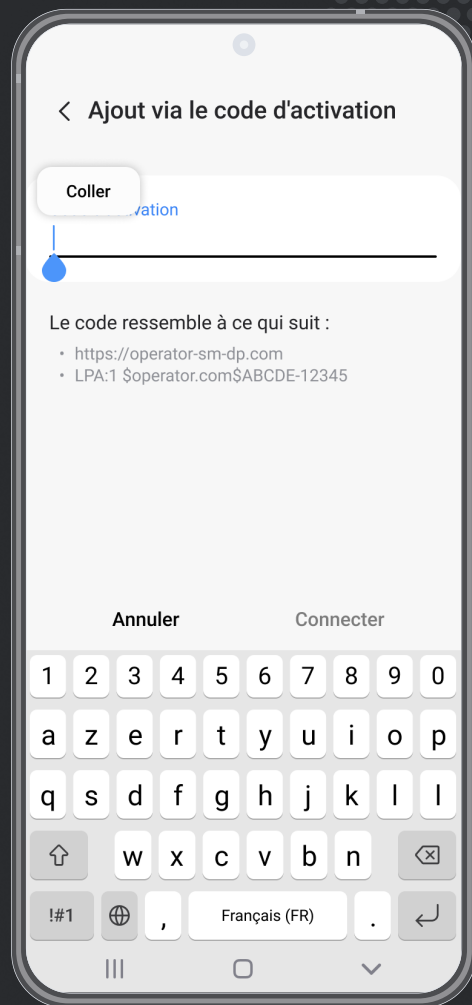 Ajout via le code d'activation
Coller
vation
Le code ressemble à ce qui suit :
• https://operator-sm-dp.com
• LPA:1 $operator.com$ABCDE-12345
Annuler
Connecter
1 2 3 4 5 6 7 8 9 0
a z e r t y u i o p
q s d f g h j k l l
w x c v b n
!#1 , Français (FR) .